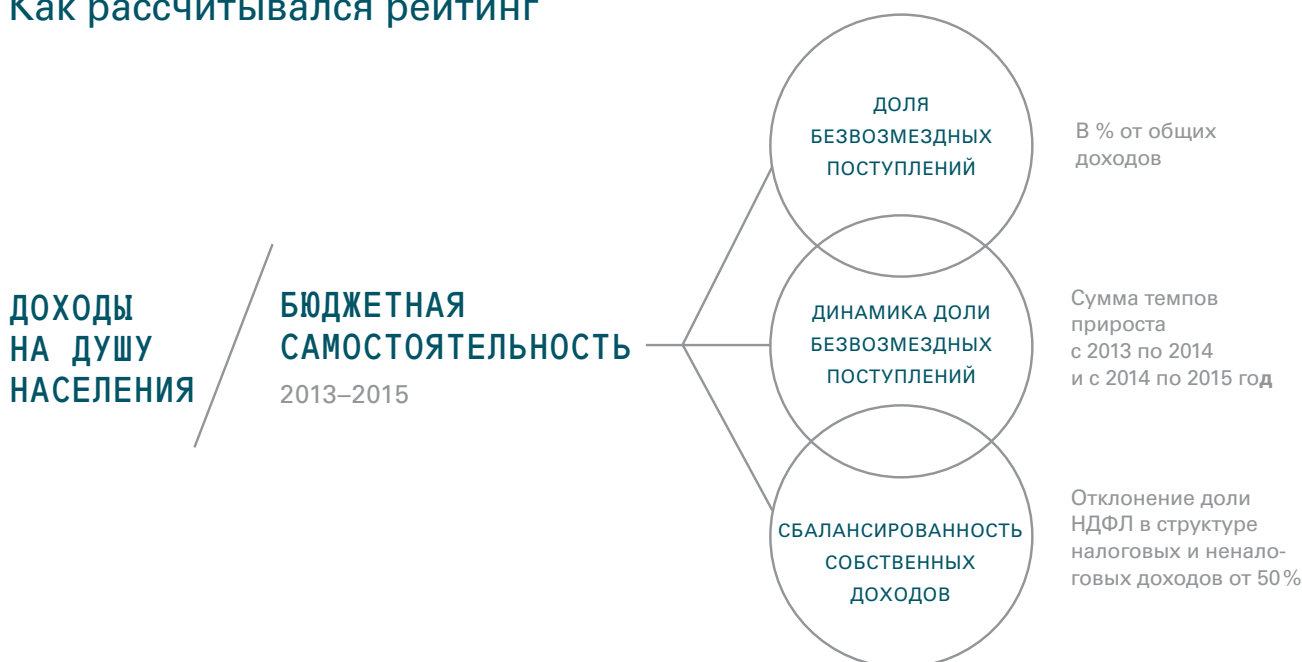 Как рассчитывался рейтинг
ДОХОДЫ
НА ДУШУ
НАСЕЛЕНИЯ
БЮДЖЕТНАЯ
САМОСТОЯТЕЛЬНОСТЬ
2013–2015
ДОЛЯ
БЕЗВОЗМЕЗДНЫХ
ПОСТУПЛЕНИЙ
В % от общих
доходов
ДИНАМИКА ДОЛИ
БЕЗВОЗМЕЗДНЫХ
ПОСТУПЛЕНИЙ
Сумма темпов
прироста
с 2013 по 2014
и с 2014 по 2015 год
СБАЛАНСИРОВАННОСТЬ
СОБСТВЕННЫХ
ДОХОДОВ
Отклонение доли
НДФЛ в структуре
налоговых и ненало-
говых доходов от 50%